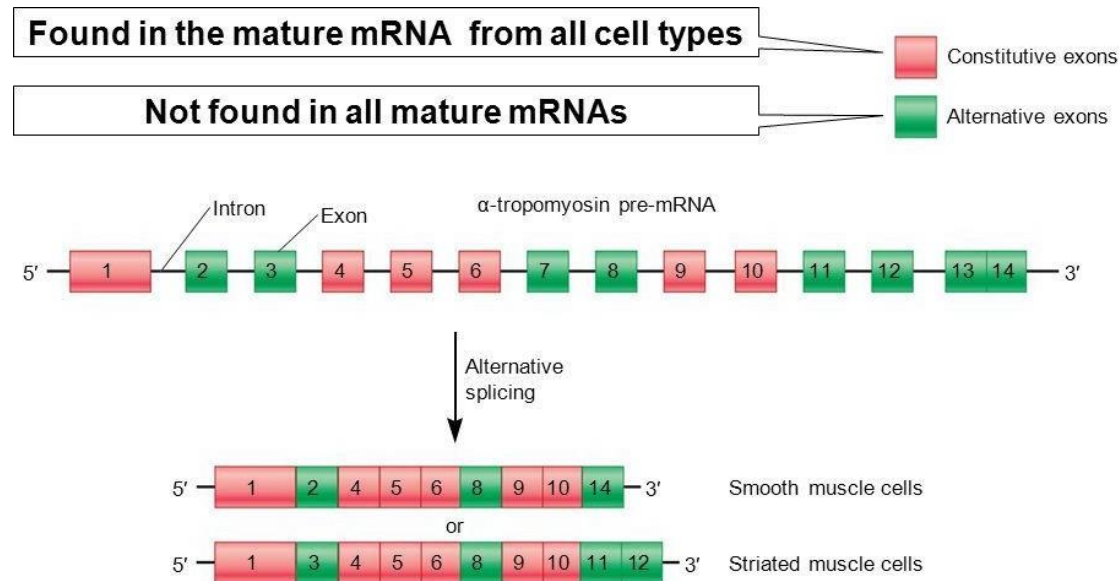 Found in the mature mRNA from all cell types
Constitutive exons
Not found in all mature mRNAs
Alternative exons
Intron
Exon
α-tropomyosin pre-mRNA
5′ 1 2 3 4 5 6 7 8 9 10 11 12 13 14 3′
Alternative
splicing
5′ 1 2 4 5 6 8 9 10 14 3′ Smooth muscle cells
or
5′ 1 3 4 5 6 8 9 10 11 12 3′ Striated muscle cells